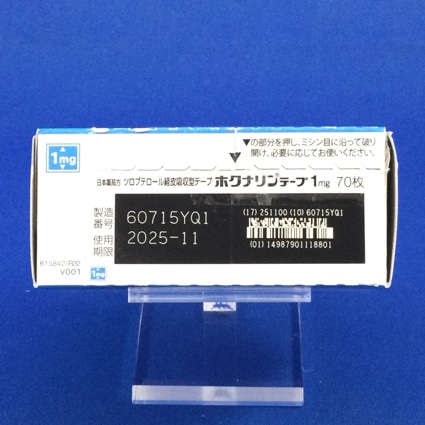 1mg
▼の部分を押し、ミシン目に沿って破り
開け、必要に応じてお使いください。
日本薬局方 ツロブテロール経皮吸収型テープ ホクナリンテープ1mg 70枚
製造番号 60715YQ1
使用期限 2025-11
(17) 251100 (10) 60715YQ1
(01) 14987901118801
615842/R02
V001
1mg